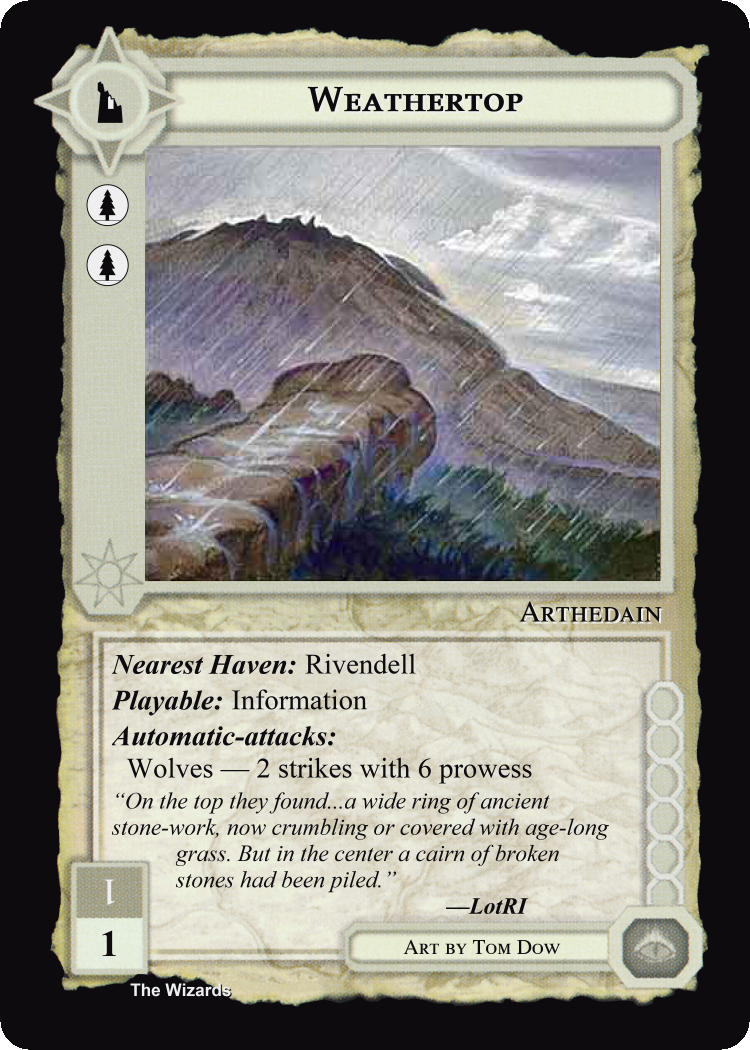 Weathertop
Arthedain
Nearest Haven: Rivendell
Playable: Information
Automatic-attacks:
Wolves — 2 strikes with 6 prowess
“On the top they found...a wide ring of ancient
stone-work, now crumbling or covered with age-long
grass. But in the center a cairn of broken
stones had been piled.”
—LotRI
1
1
Art by Tom Dow
The Wizards